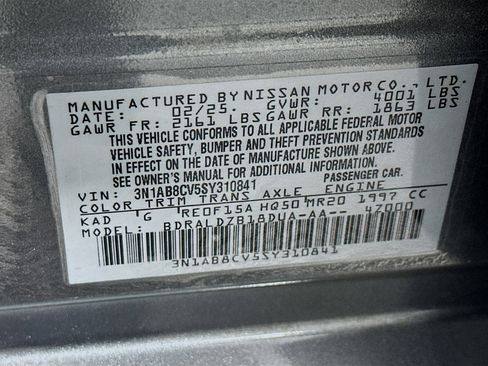 MANUFACTURED BY NISSAN MOTOR CO., LTD.
DATE: 02/25. GVWR: 4001 LBS
GAWR FR: 2161 LBS GAWR RR: 1863 LBS
THIS VEHICLE CONFORMS TO ALL APPLICABLE FEDERAL MOTOR
VEHICLE SAFETY, BUMPER AND THEFT PREVENTION STANDARDS
IN EFFECT ON THE DATE OF MANUFACTURE SHOWN ABOVE.
SEE OWNER'S MANUAL FOR ADDITIONAL INFORMATION.
VIN: 3N1AB8CV5SY310841 PASSENGER CAR.
COLOR TRIM TRANS AXLE ENGINE
KAD G RE0F15A HQ50 MR20 1997 CC
MODEL: BDRALDZB18DUA-AA-- 47000
3N1AB8CV5SY310841